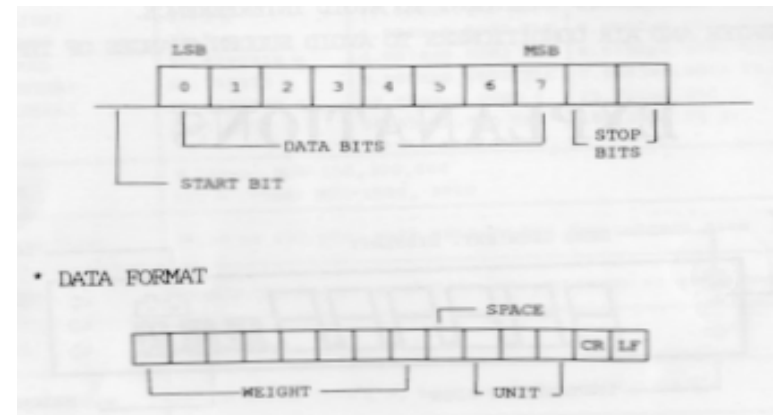 LSB MSB
0 1 2 3 4 5 6 7
DATA BITS
STOP
BITS
START BIT
* DATA FORMAT
SPACE
CR LF
WEIGHT
UNIT